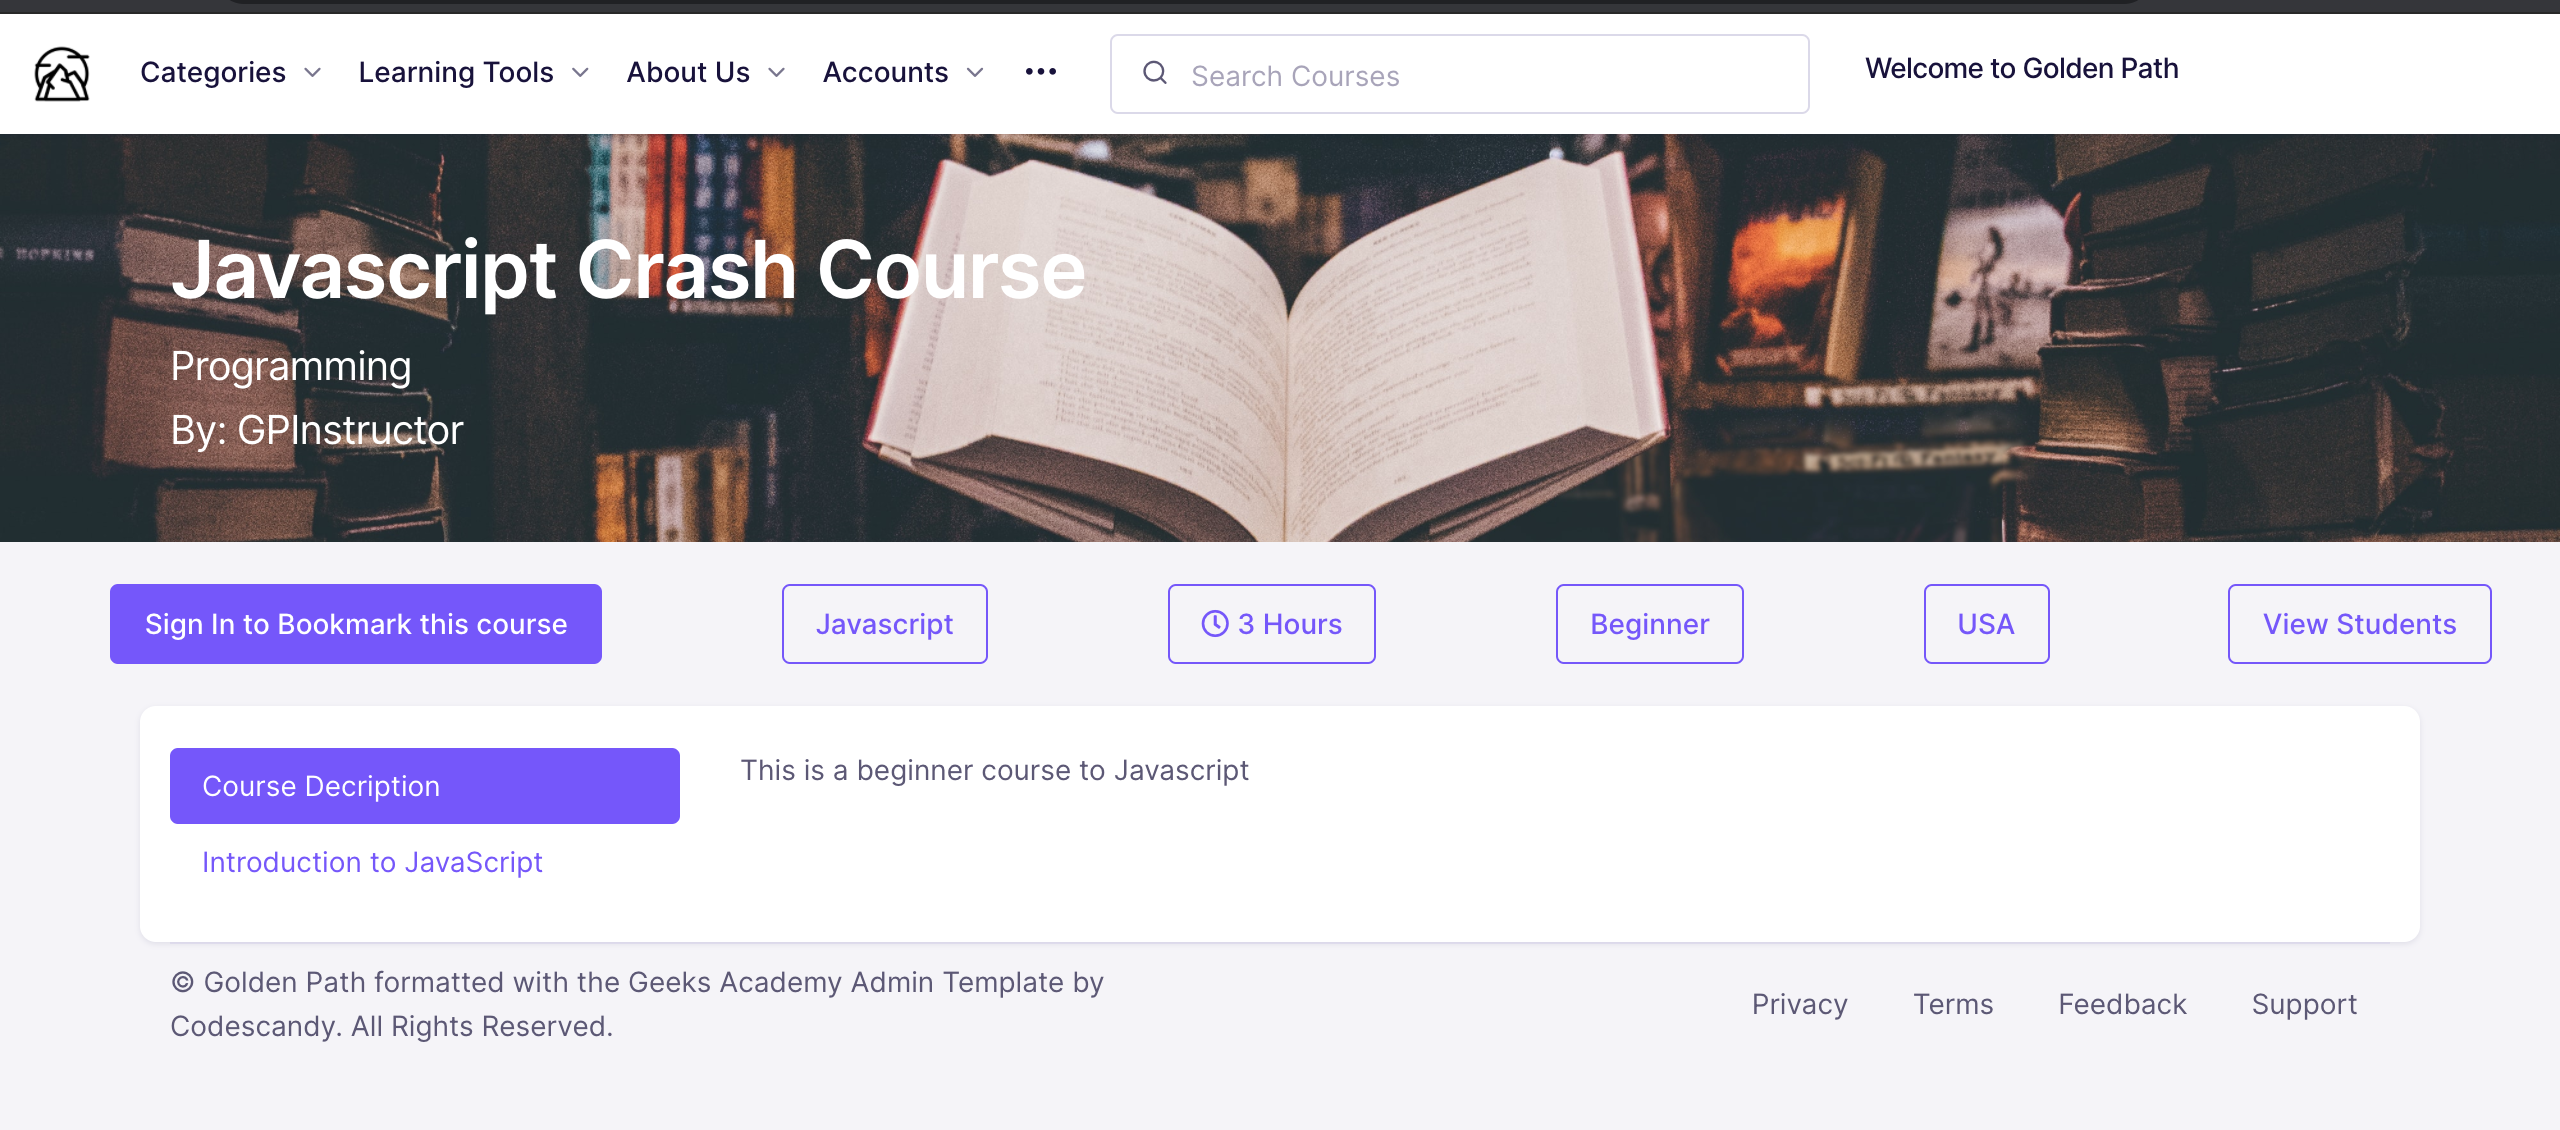 Categories Learning Tools About Us Accounts ••• Search Courses Welcome to Golden Path
HOPKINS
Javascript Crash Course
Programming
By: GPInstructor
Sign In to Bookmark this course Javascript 3 Hours Beginner USA View Students
Course Decription This is a beginner course to Javascript
Introduction to JavaScript
© Golden Path formatted with the Geeks Academy Admin Template by
Codescandy. All Rights Reserved.
Privacy Terms Feedback Support